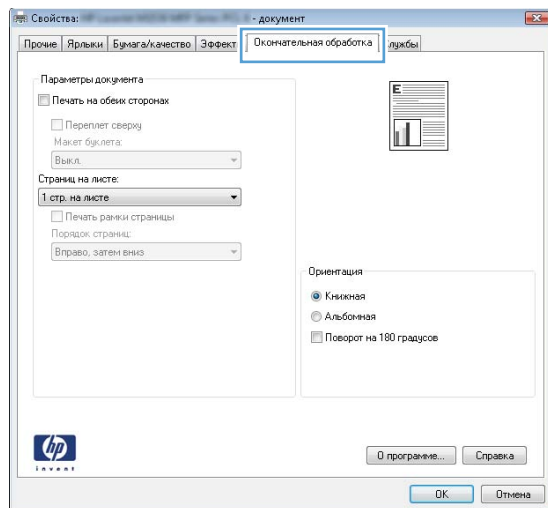 Свойства: - документ
Прочие Ярлыки Бумага/качество Эффект Окончательная обработка лужбы
Параметры документа
Печать на обеих сторонах
Переплет сверху
Макет буклета:
Выкл.
Страниц на листе:
1 стр. на листе
Печать рамки страницы
Порядок страниц:
Вправо, затем вниз
E
Ориентация
Книжная
Альбомная
Поворот на 180 градусов
hp
invent
О программе... Справка
OK Отмена